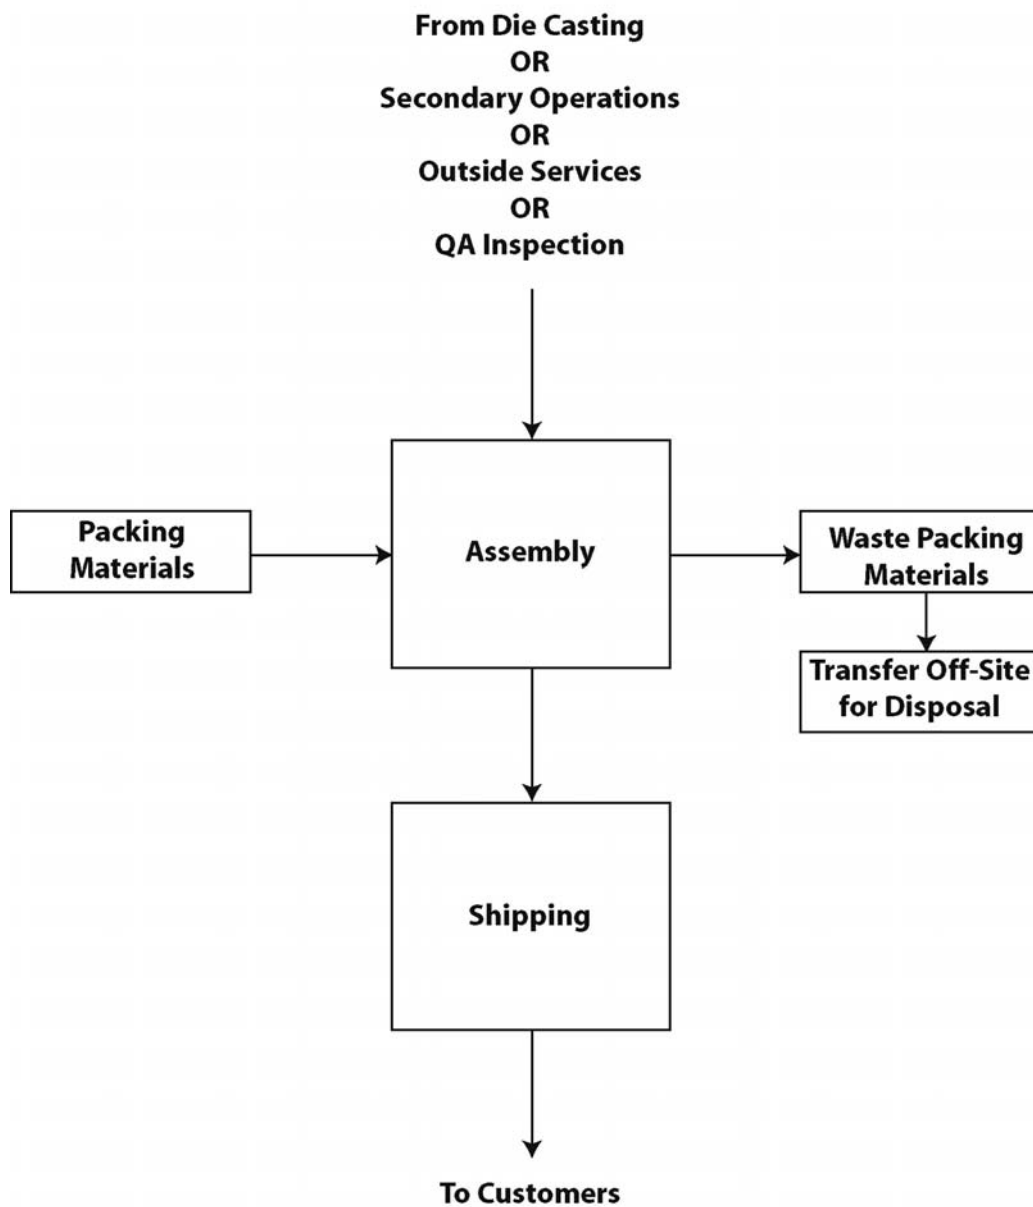 From Die Casting
OR
Secondary Operations
OR
Outside Services
OR
QA Inspection
Packing
Materials
Assembly
Waste Packing
Materials
Transfer Off-Site
for Disposal
Shipping
To Customers